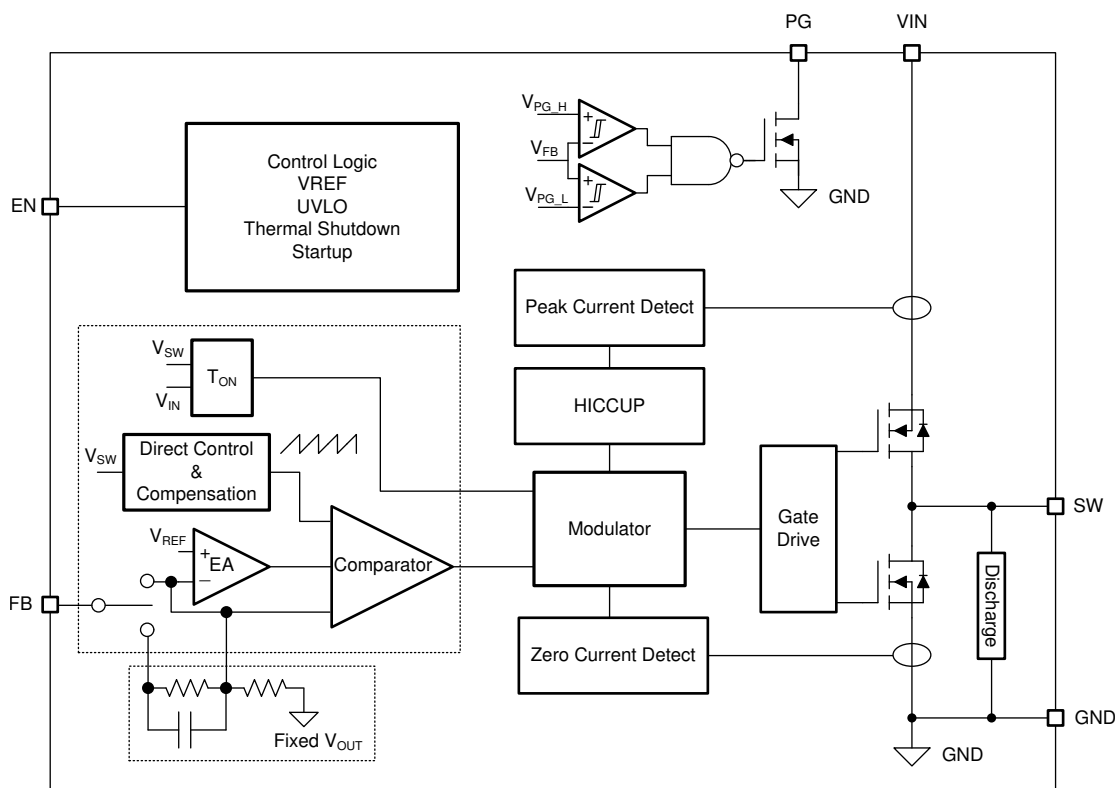 PG
VIN
V_PG_H
+
−
V_FB
+
V_PG_L
−
GND
Control Logic
VREF
UVLO
Thermal Shutdown
Startup
EN
Peak Current Detect
V_SW
V_IN
T_ON
HICCUP
V_SW
Direct Control
&
Compensation
Modulator
Gate
Drive
SW
V_REF
+
EA
−
Comparator
FB
Discharge
Zero Current Detect
Fixed V_OUT
GND
GND